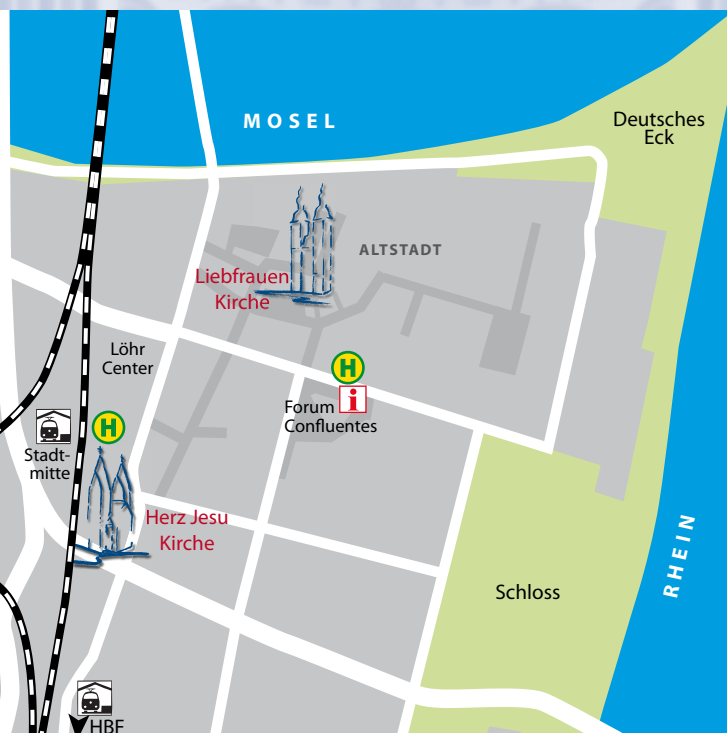 MOSEL
Deutsches
Eck
ALTSTADT
Liebfrauen
Kirche
Löhr
Center
H
i
Forum
Confluentes
H
Stadt-
mitte
Herz Jesu
Kirche
RHEIN
Schloss
HBF